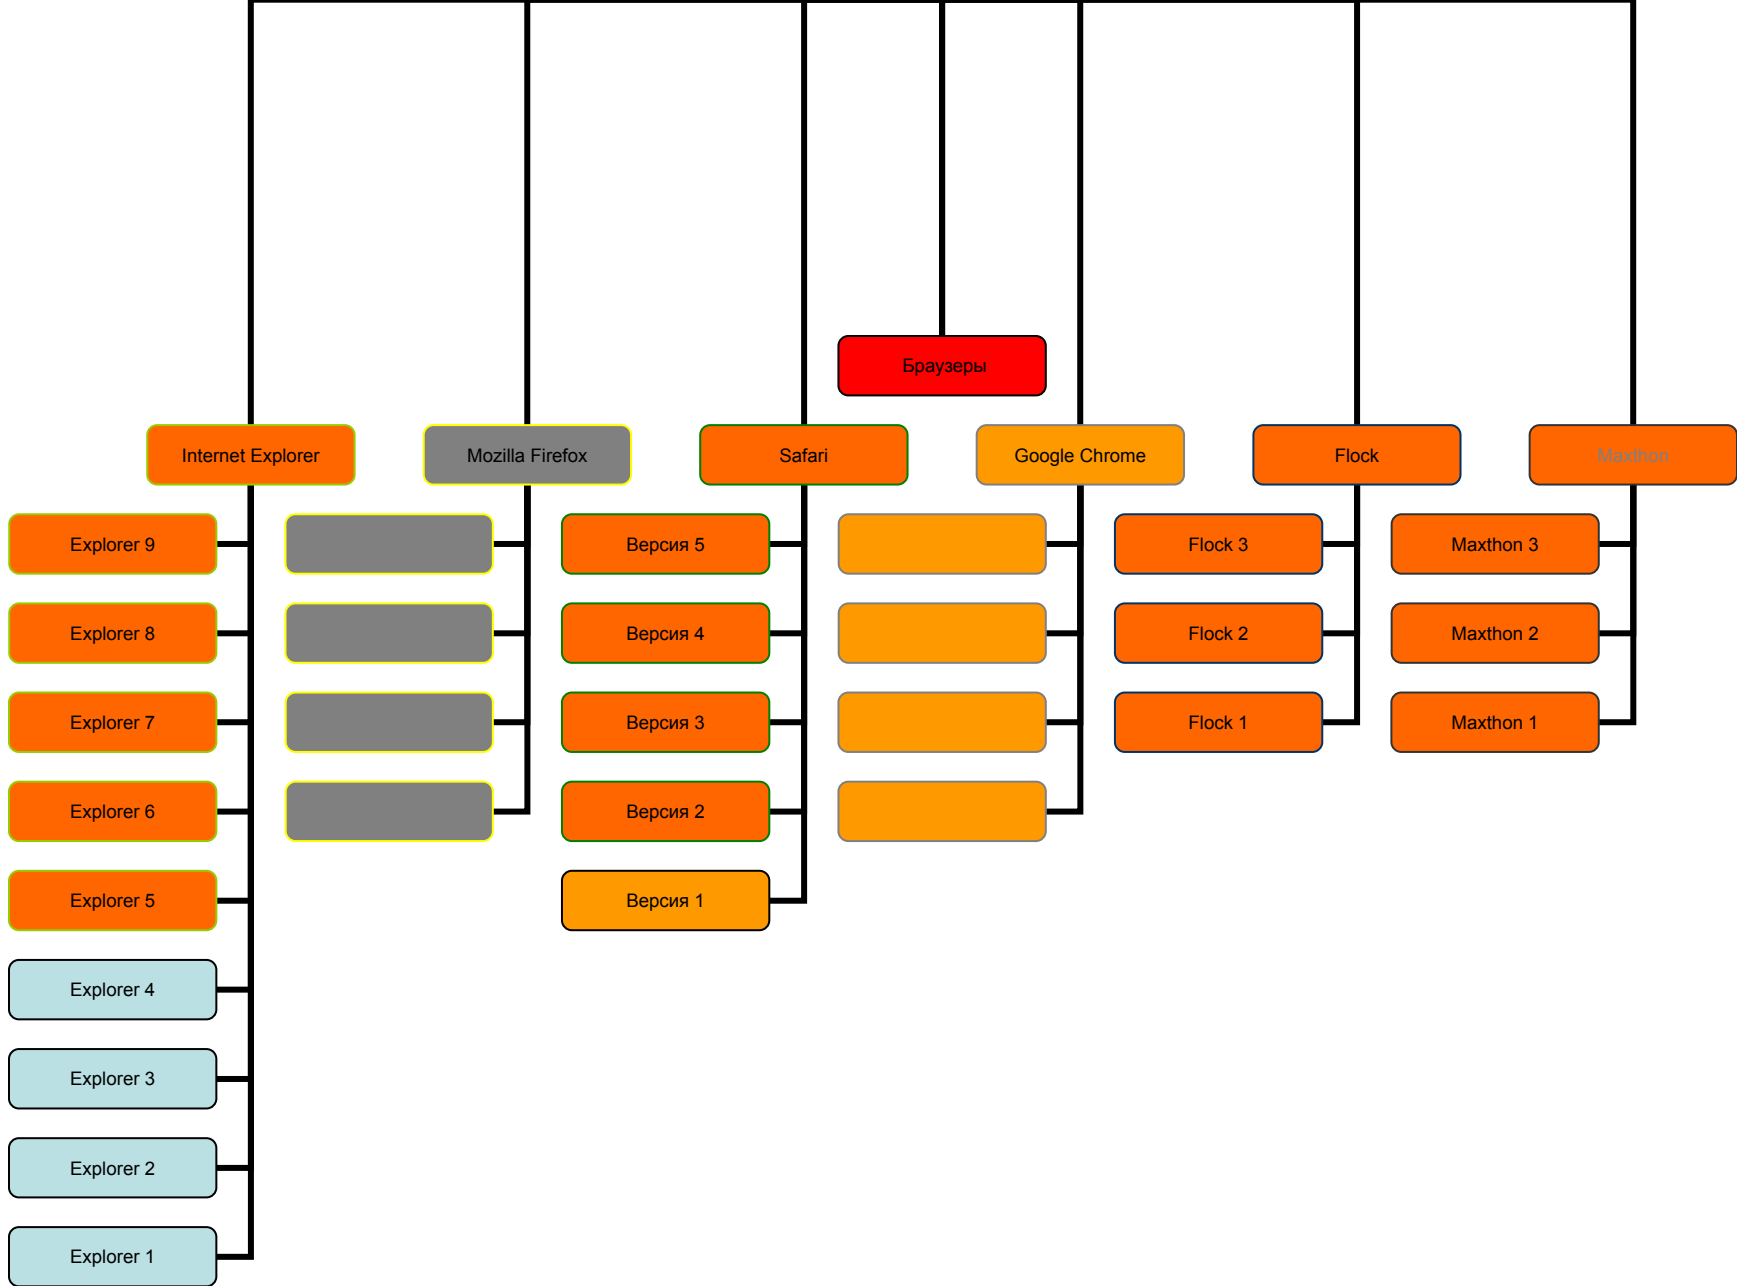 Браузеры
Internet Explorer
Mozilla Firefox
Safari
Google Chrome
Flock
Maxthon
Explorer 9
Версия 5
Flock 3
Maxthon 3
Explorer 8
Версия 4
Flock 2
Maxthon 2
Explorer 7
Версия 3
Flock 1
Maxthon 1
Explorer 6
Версия 2
Explorer 5
Версия 1
Explorer 4
Explorer 3
Explorer 2
Explorer 1